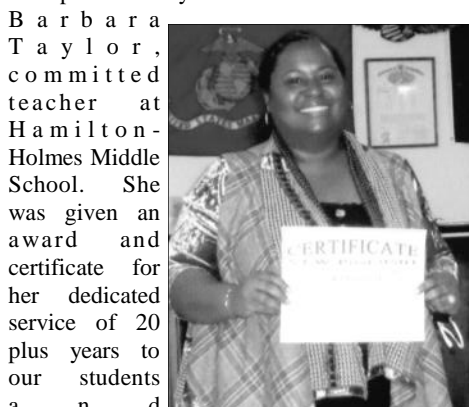 Barbara
Taylor,
committed
teacher at
Hamilton-
Holmes Middle
School. She
was given an
award and
certificate for
her dedicated
service of 20
plus years to
our students
and
CERTIFICATE